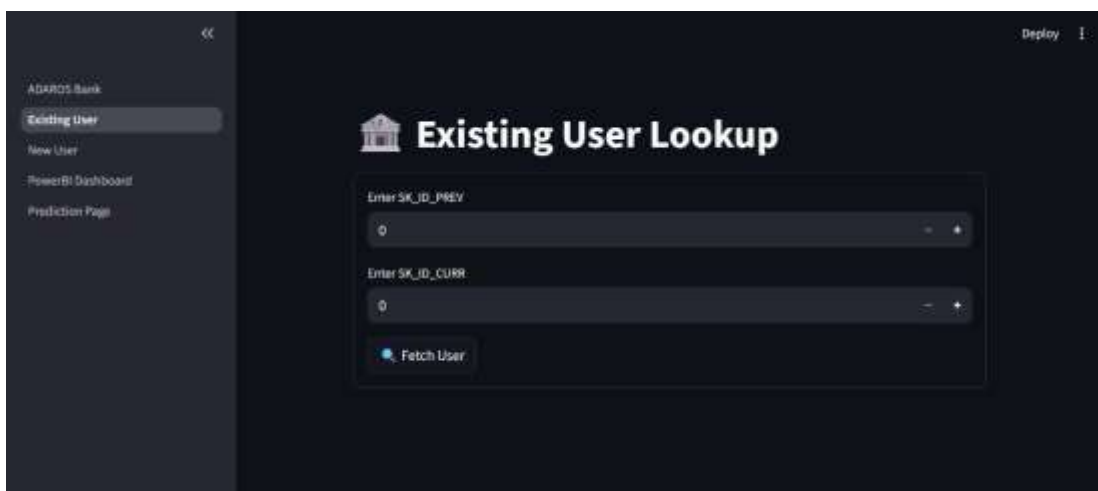 Deploy
ADAROS Bank
Existing User
New User
PowerBI Dashboard
Prediction Page
Existing User Lookup
Enter SK_ID_PREV
0
Enter SK_ID_CURR
0
Fetch User